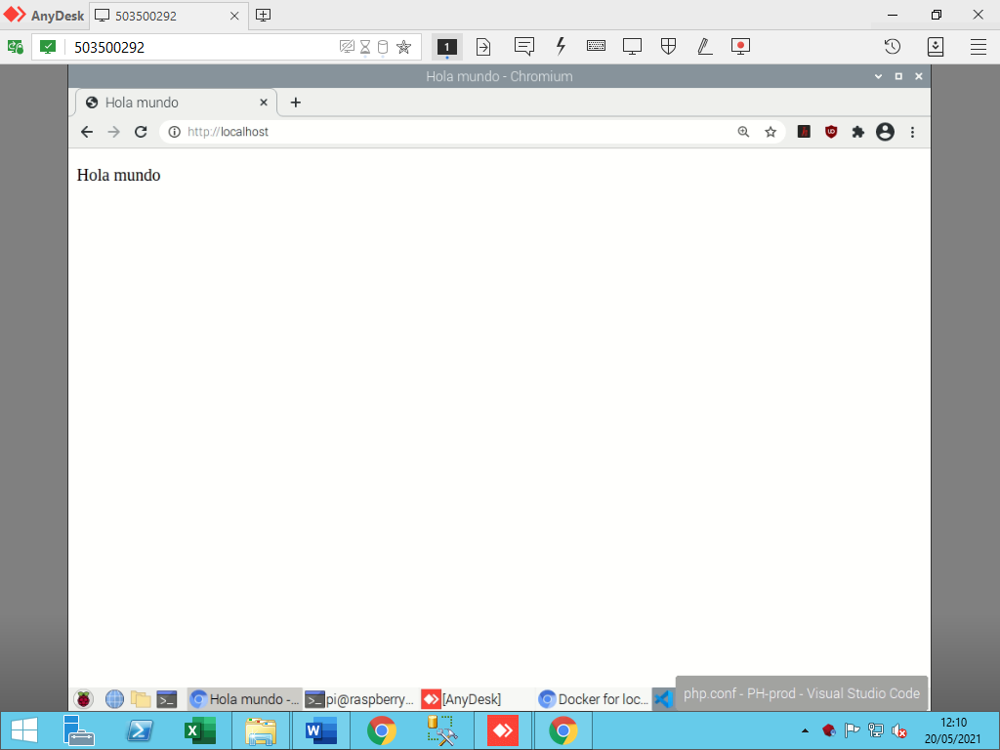 AnyDesk
503500292
503500292
1
Hola mundo - Chromium
Hola mundo
http://localhost
Hola mundo
Hola mundo -...
pi@raspberry...
[AnyDesk]
Docker for loc...
php.conf - PH-prod - Visual Studio Code
12:10
20/05/2021